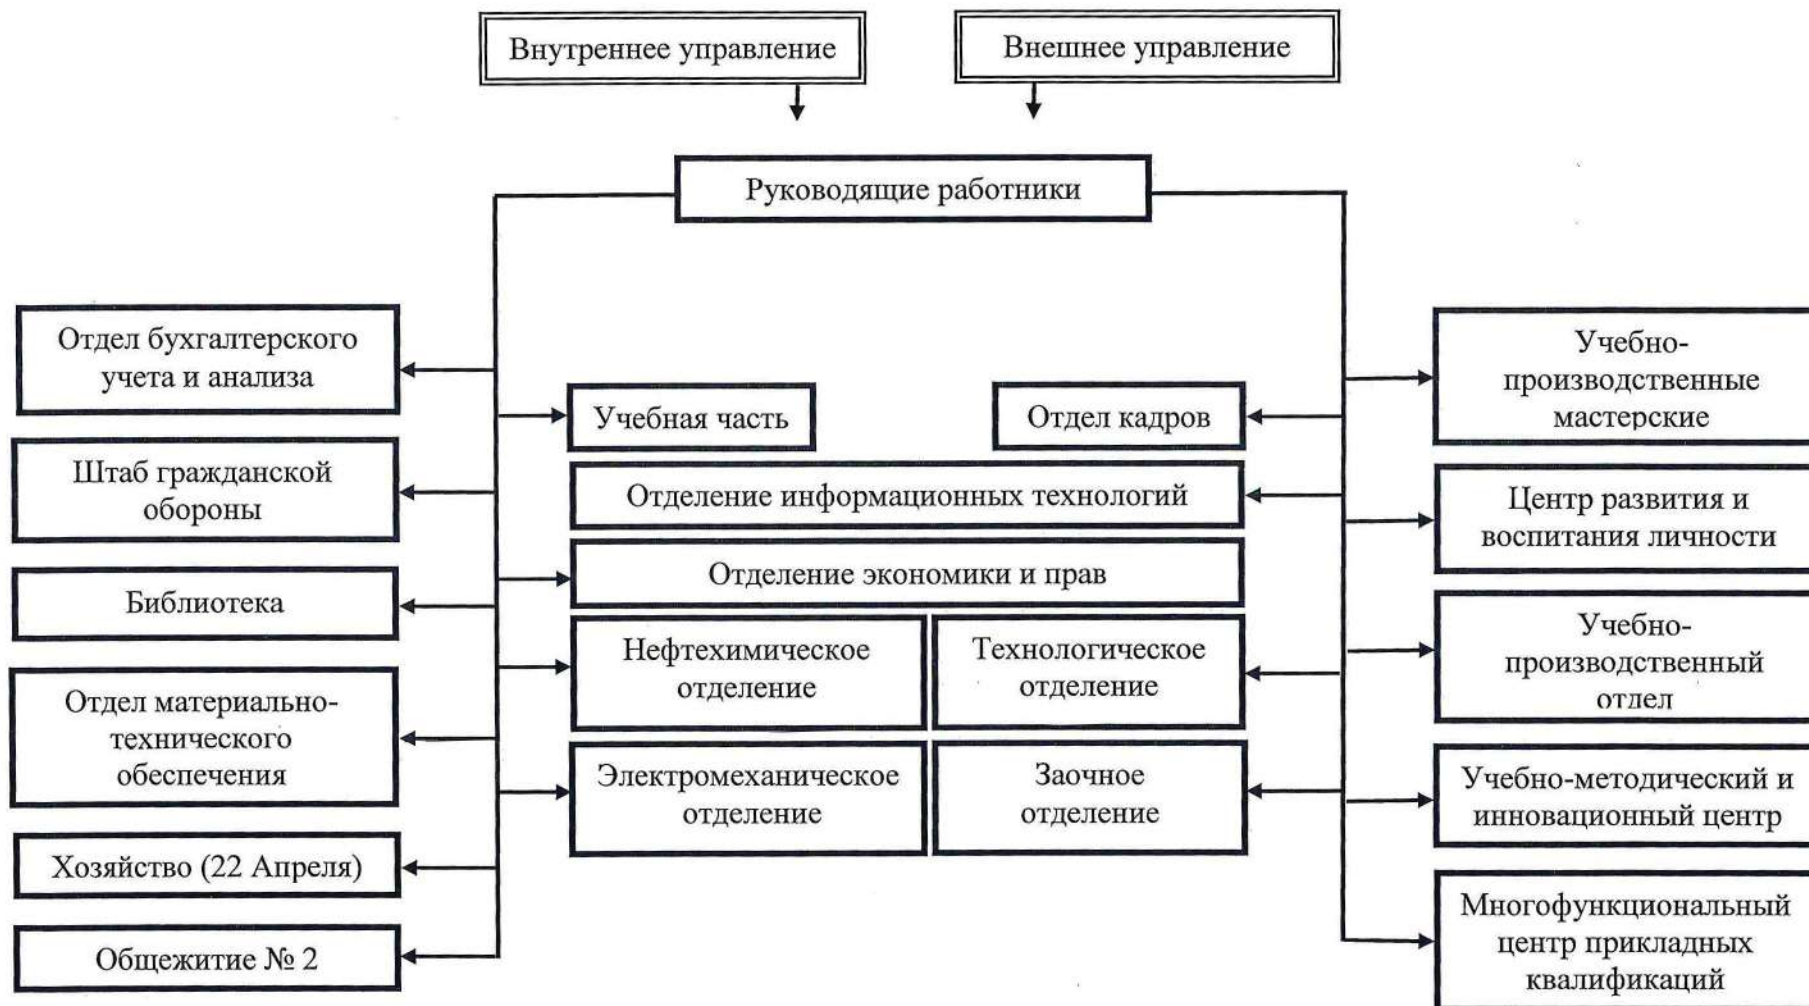 Внутреннее управление
Внешнее управление
Руководящие работники
Отдел бухгалтерского
учета и анализа
Штаб гражданской
обороны
Библиотека
Отдел материально-
технического
обеспечения
Хозяйство (22 Апреля)
Общежитие № 2
Учебная часть
Отдел кадров
Отделение информационных технологий
Отделение экономики и прав
Нефтехимическое
отделение
Технологическое
отделение
Электромеханическое
отделение
Заочное
отделение
Учебно-
производственные
мастерские
Центр развития и
воспитания личности
Учебно-
производственный
отдел
Учебно-методический и
инновационный центр
Многофункциональный
центр прикладных
квалификаций